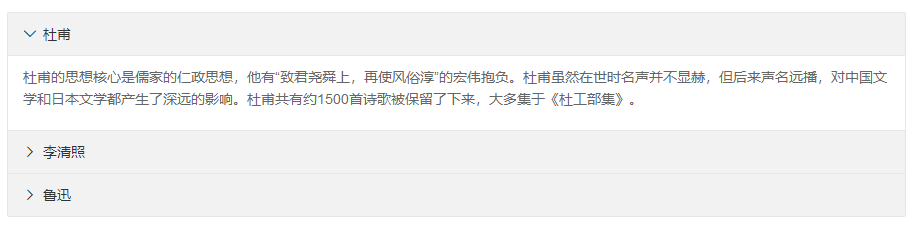 杜甫
杜甫的思想核心是儒家的仁政思想，他有“致君尧舜上，再使风俗淳”的宏伟抱负。杜甫虽然在世时名声并不显赫，但后来声名远播，对中国文
学和日本文学都产生了深远的影响。杜甫共有约1500首诗歌被保留了下来，大多集于《杜工部集》。
李清照
鲁迅